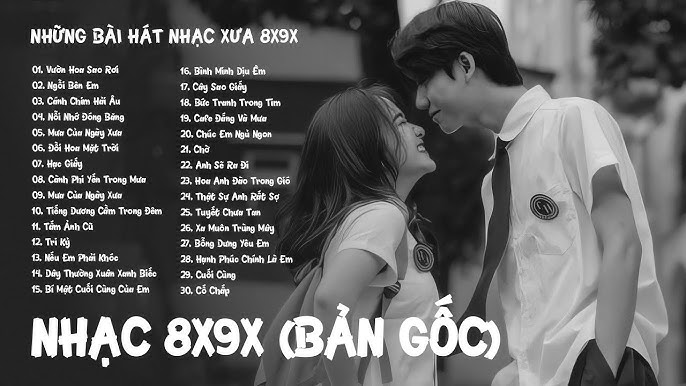 NHỮNG BÀI HÁT NHẠC XƯA 8X9X
01. Vườn Hoa Sao Rơi
02. Ngồi Bên Em
03. Cánh Chim Hải Âu
04. Nỗi Nhớ Đóng Băng
05. Mưa Của Ngày Xưa
06. Đồi Hoa Mặt Trời
07. Hạc Giấy
08. Cánh Phi Yến Trong Mưa
09. Mưa Của Ngày Xưa
10. Tiếng Dương Cầm Trong Đêm
11. Tấm Ảnh Cũ
12. Tri Kỷ
13. Nếu Em Phải Khóc
14. Dây Thường Xuân Xanh Biếc
15. Bí Mật Cuối Cùng Của Em
16. Bình Minh Dịu Êm
17. Cây Sao Giấy
18. Bức Tranh Trong Tim
19. Cafe Đắng Và Mưa
20. Chúc Em Ngủ Ngon
21. Chờ
22. Anh Sẽ Ra Đi
23. Hoa Anh Đào Trong Gió
24. Thật Sự Anh Rất Sợ
25. Tuyết Chưa Tan
26. Xa Muôn Trùng Mây
27. Bỗng Dưng Yêu Em
28. Hạnh Phúc Chính Là Em
29. Cuối Cùng
30. Cố Chấp
NHẠC 8X9X (BẢN GỐC)